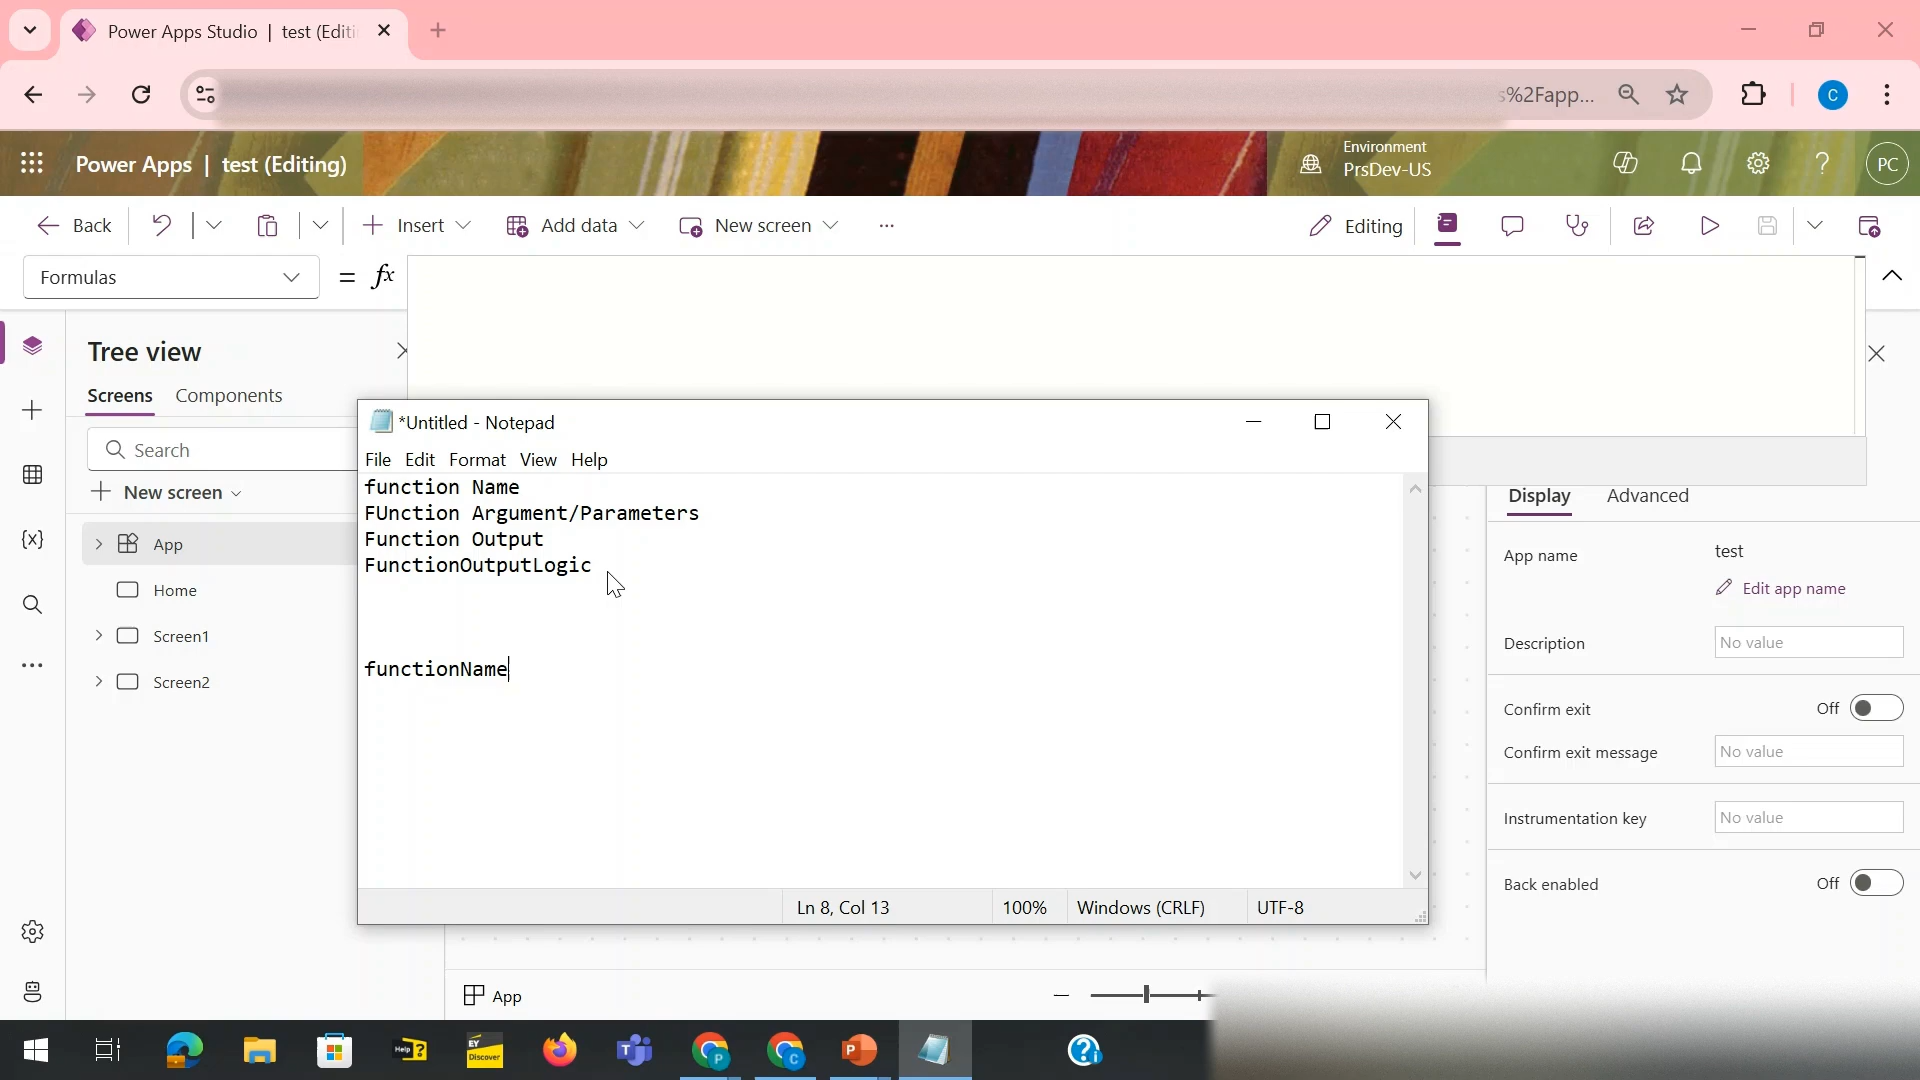 Power Apps Studio | test (Editi
s%2Fapp...
C
Power Apps | test (Editing)
Environment
PrsDev-US
PC
Back
Insert
Add data
New screen
...
Editing
Formulas
= fx
Tree view
Screens Components
Search
New screen
App
Home
Screen1
Screen2
*Untitled - Notepad
File Edit Format View Help
function Name
FUnction Argument/Parameters
Function Output
FunctionOutputLogic
functionName
Ln 8, Col 13
100%
Windows (CRLF)
UTF-8
Display Advanced
App name
test
Edit app name
Description
No value
Confirm exit
Off
Confirm exit message
No value
Instrumentation key
No value
Back enabled
Off
App
Help ?
EY
Discover
P
C
P
T